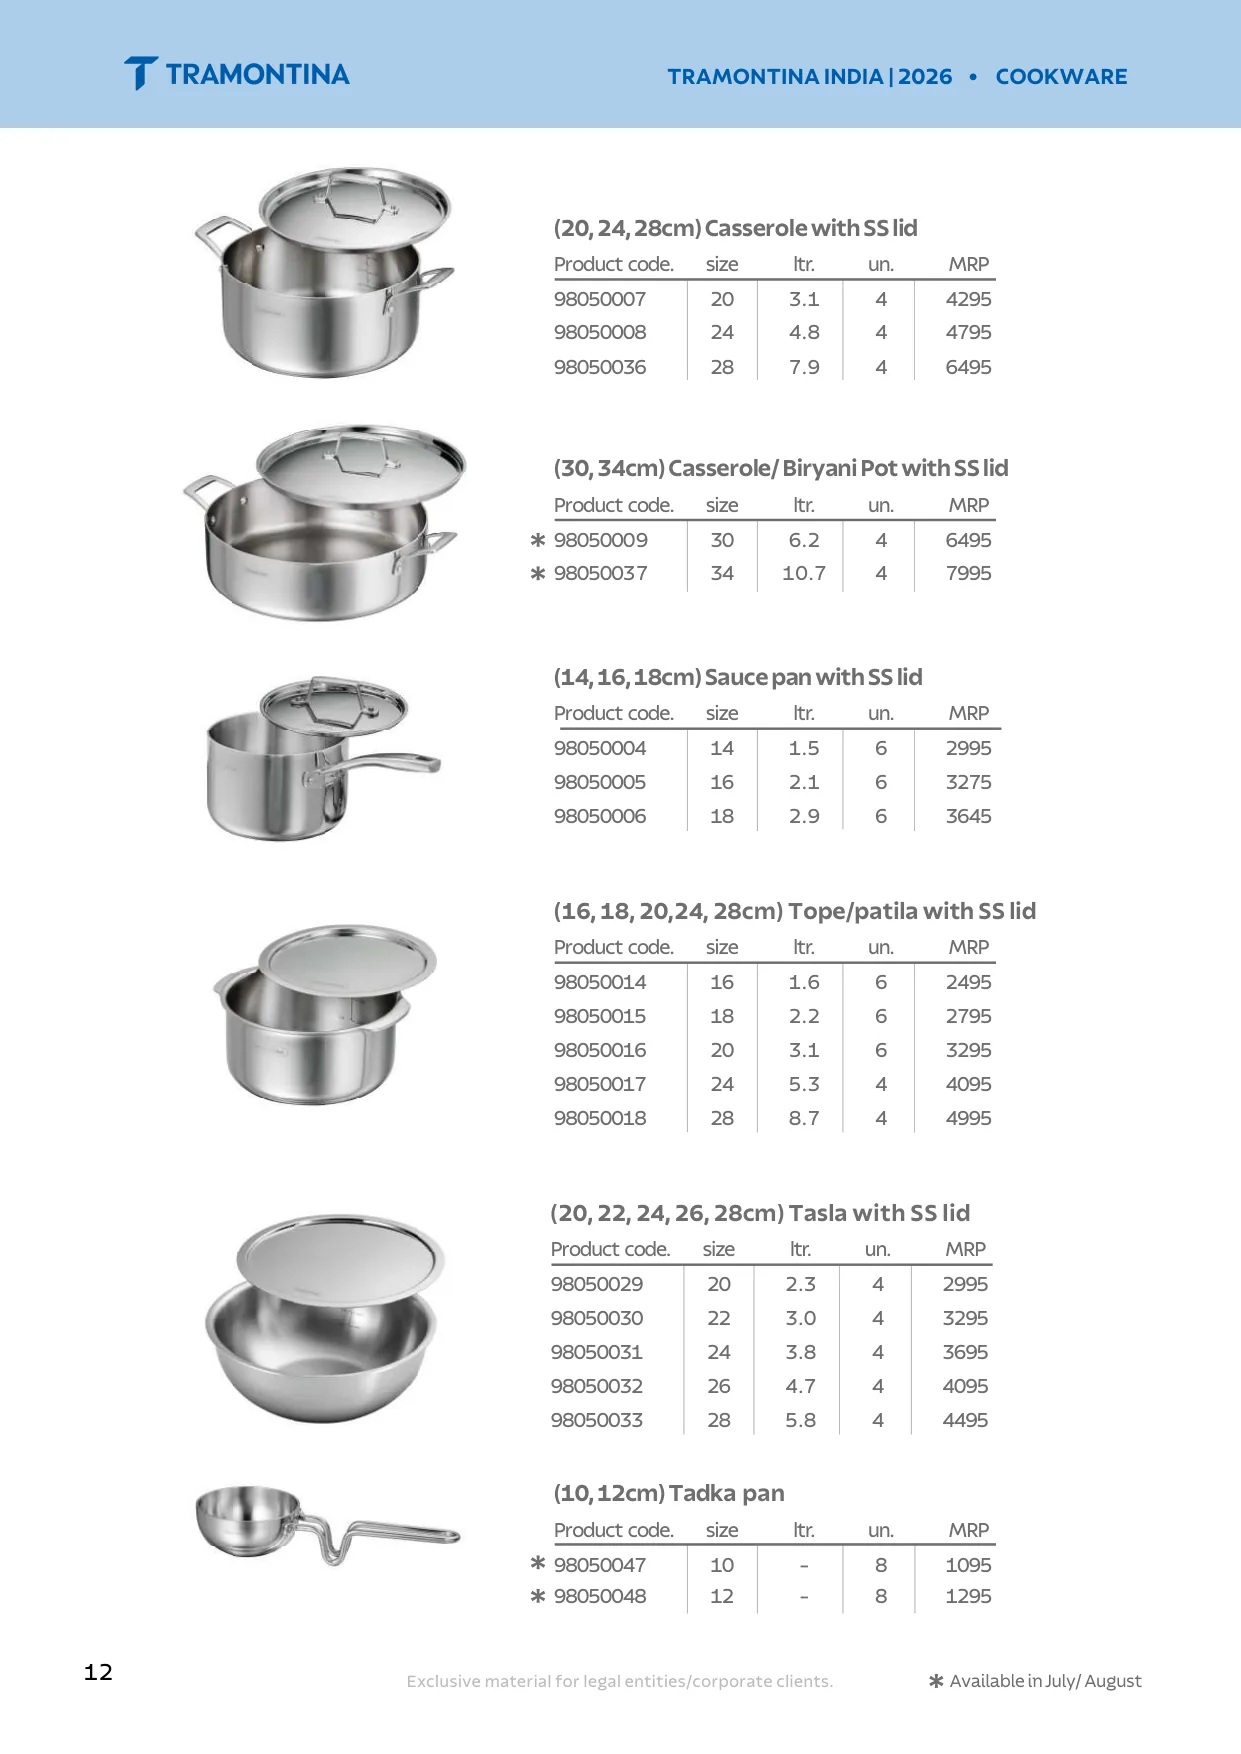 TRAMONTINA
TRAMONTINA INDIA | 2026 • COOKWARE
(20, 24, 28cm) Casserole with SS lid
Product code. size ltr. un. MRP
98050007 20 3.1 4 4295
98050008 24 4.8 4 4795
98050036 28 7.9 4 6495
(30, 34cm) Casserole/ Biryani Pot with SS lid
Product code. size ltr. un. MRP
* 98050009 30 6.2 4 6495
* 98050037 34 10.7 4 7995
(14, 16, 18cm) Sauce pan with SS lid
Product code. size ltr. un. MRP
98050004 14 1.5 6 2995
98050005 16 2.1 6 3275
98050006 18 2.9 6 3645
(16, 18, 20,24, 28cm) Tope/patila with SS lid
Product code. size ltr. un. MRP
98050014 16 1.6 6 2495
98050015 18 2.2 6 2795
98050016 20 3.1 6 3295
98050017 24 5.3 4 4095
98050018 28 8.7 4 4995
(20, 22, 24, 26, 28cm) Tasla with SS lid
Product code. size ltr. un. MRP
98050029 20 2.3 4 2995
98050030 22 3.0 4 3295
98050031 24 3.8 4 3695
98050032 26 4.7 4 4095
98050033 28 5.8 4 4495
(10, 12cm) Tadka pan
Product code. size ltr. un. MRP
* 98050047 10 - 8 1095
* 98050048 12 - 8 1295
12
Exclusive material for legal entities/corporate clients.
* Available in July/ August